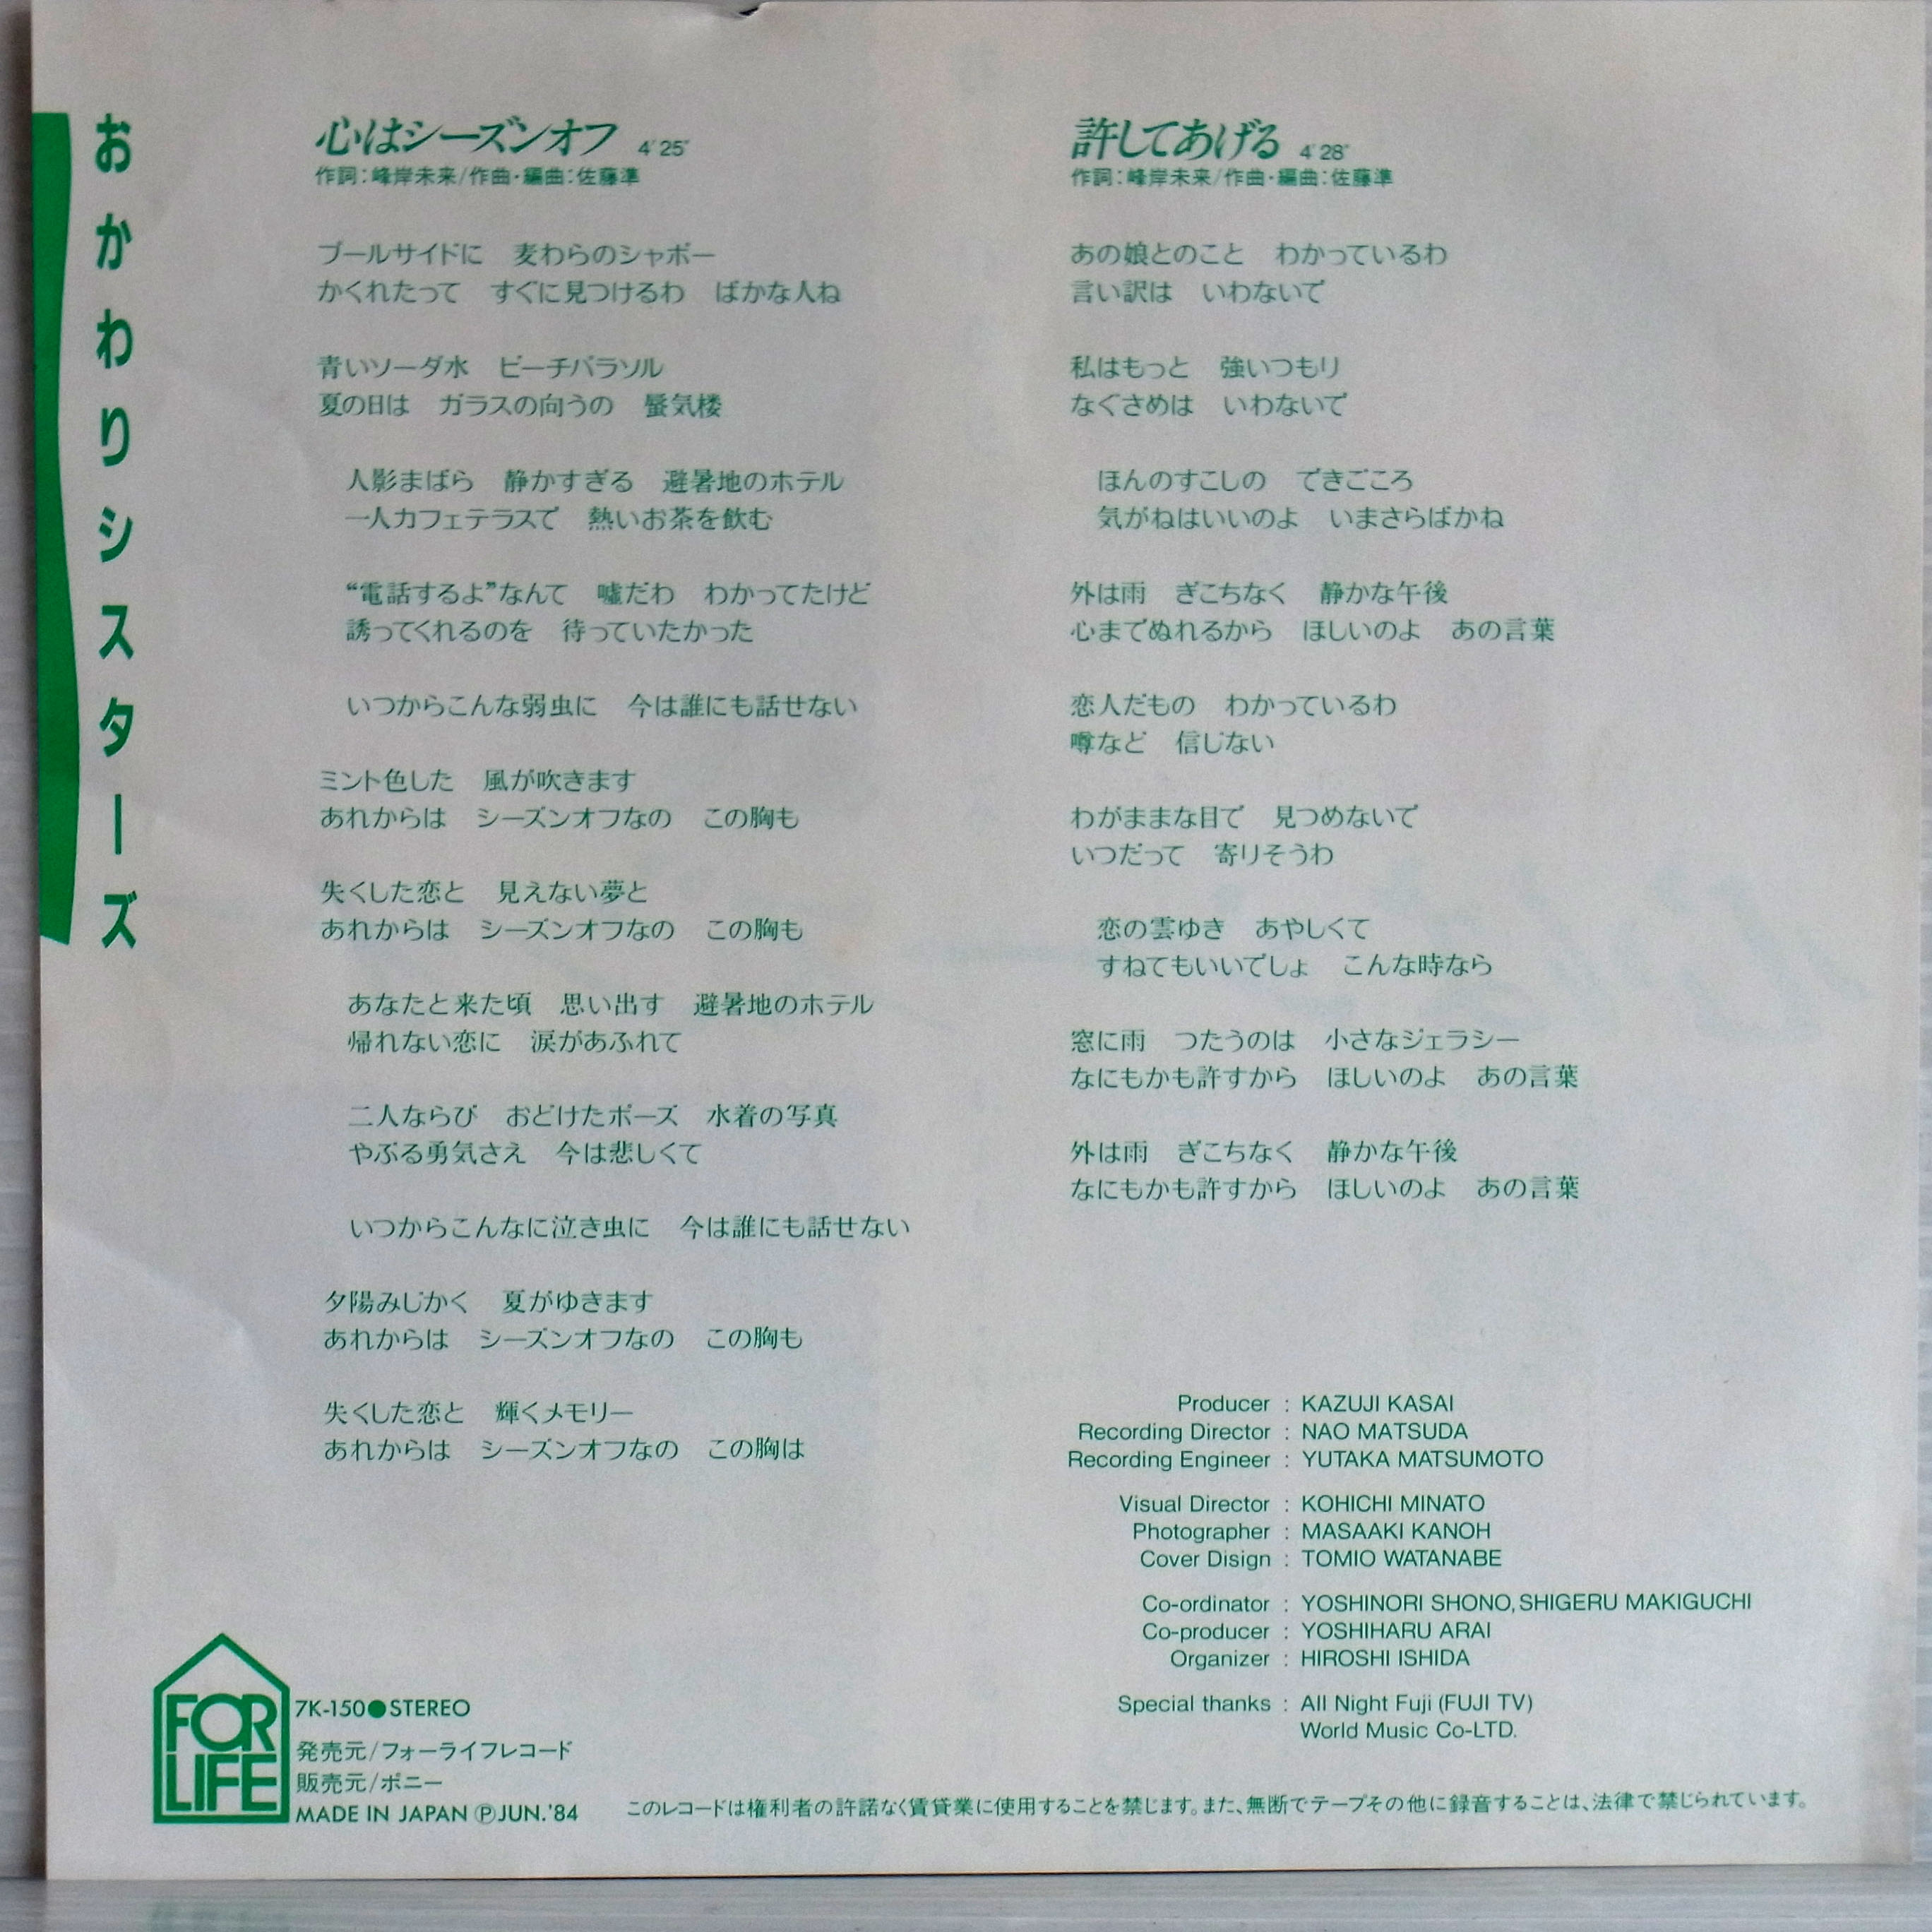 おかわりシスターズ
心はシーズンオフ 4′25″
作詞:峰岸未来/作曲・編曲:佐藤準
プールサイドに　麦わらのシャポー
かくれたって　すぐに見つけるわ　ばかな人ね
青いソーダ水　ビーチパラソル
夏の日は　ガラスの向うの　蜃気楼
人影まばら　静かすぎる　避暑地のホテル
一人カフェテラスで　熱いお茶を飲む
“電話するよ”なんて　嘘だわ　わかってたけど
誘ってくれるのを　待っていたかった
いつからこんな弱虫に　今は誰にも話せない
ミント色した　風が吹きます
あれからは　シーズンオフなの　この胸も
失くした恋と　見えない夢と
あれからは　シーズンオフなの　この胸も
あなたと来た頃　思い出す　避暑地のホテル
帰れない恋に　涙があふれて
二人ならび　おどけたポーズ　水着の写真
やぶる勇気さえ　今は悲しくて
いつからこんなに泣き虫に　今は誰にも話せない
夕陽みじかく　夏がゆきます
あれからは　シーズンオフなの　この胸も
失くした恋と　輝くメモリー
あれからは　シーズンオフなの　この胸は
許してあげる 4′28″
作詞:峰岸未来/作曲・編曲:佐藤準
あの娘とのこと　わかっているわ
言い訳は　いわないで
私はもっと　強いつもり
なぐさめは　いわないで
ほんのすこしの　できごころ
気がねはいいのよ　いまさらばかね
外は雨　ぎこちなく　静かな午後
心までぬれるから　ほしいのよ　あの言葉
恋人だもの　わかっているわ
噂など　信じない
わがままな目で　見つめないで
いつだって　寄りそうわ
恋の雲ゆき　あやしくて
すねてもいいでしょ　こんな時なら
窓に雨　つたうのは　小さなジェラシー
なにもかも許すから　ほしいのよ　あの言葉
外は雨　ぎこちなく　静かな午後
なにもかも許すから　ほしいのよ　あの言葉
Producer : KAZUJI KASAI
Recording Director : NAO MATSUDA
Recording Engineer : YUTAKA MATSUMOTO
Visual Director : KOHICHI MINATO
Photographer : MASAAKI KANOH
Cover Disign : TOMIO WATANABE
Co-ordinator : YOSHINORI SHONO, SHIGERU MAKIGUCHI
Co-producer : YOSHIHARU ARAI
Organizer : HIROSHI ISHIDA
Special thanks : All Night Fuji (FUJI TV)
World Music Co-LTD.
FOR
LIFE
7K-150●STEREO
発売元/フォーライフレコード
販売元/ポニー
MADE IN JAPAN ℗JUN.'84
このレコードは権利者の許諾なく賃貸業に使用することを禁じます。また、無断でテープその他に録音することは、法律で禁じられています。